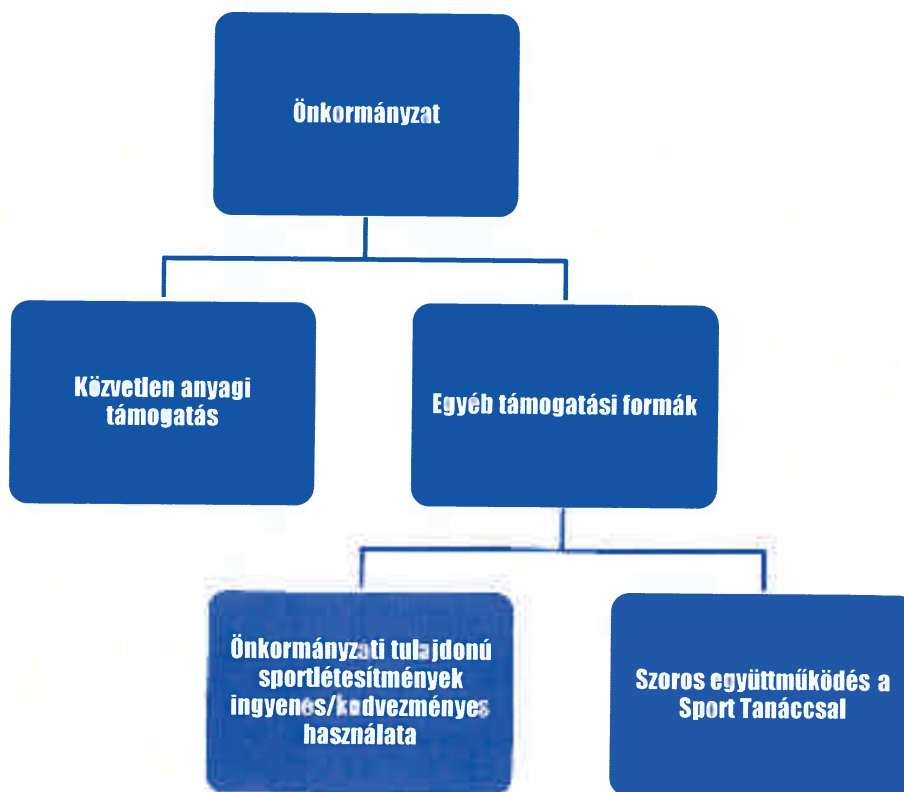 Önkormányzat
Közvetlen anyagi
támogatás
Egyéb támogatási formák
Önkormányzati tulajdonú
sportlétesítmények
ingyenes/kedvezményes
használata
Szoros együttműködés a
Sport Tanáccsal